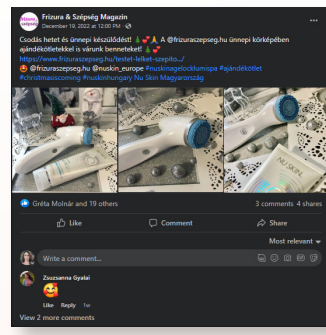 Frizura & Szépség Magazin
December 19, 2022 at 12:00 PM
Csodás hetet és ünnepi készülődést! 🎄💕🙏 A @frizuraszepseg.hu ünnepi körképében
ajándékötletekkel is várunk benneteket! 🎄💕
https://www.frizuraszepseg.hu/testet-lelket-szepito.../
😍 @frizuraszepseg.hu @nuskin_europe #nuskinageloclumispa #ajándékötlet
#christmasiscoming #nuskinhungary Nu Skin Magyarország
NU SKIN
Gréta Molnár and 19 others
3 comments 4 shares
Like
Comment
Share
Most relevant
Write a comment...
Zsuzsanna Gyalai
🥰
Like Reply 1w
View 2 more comments